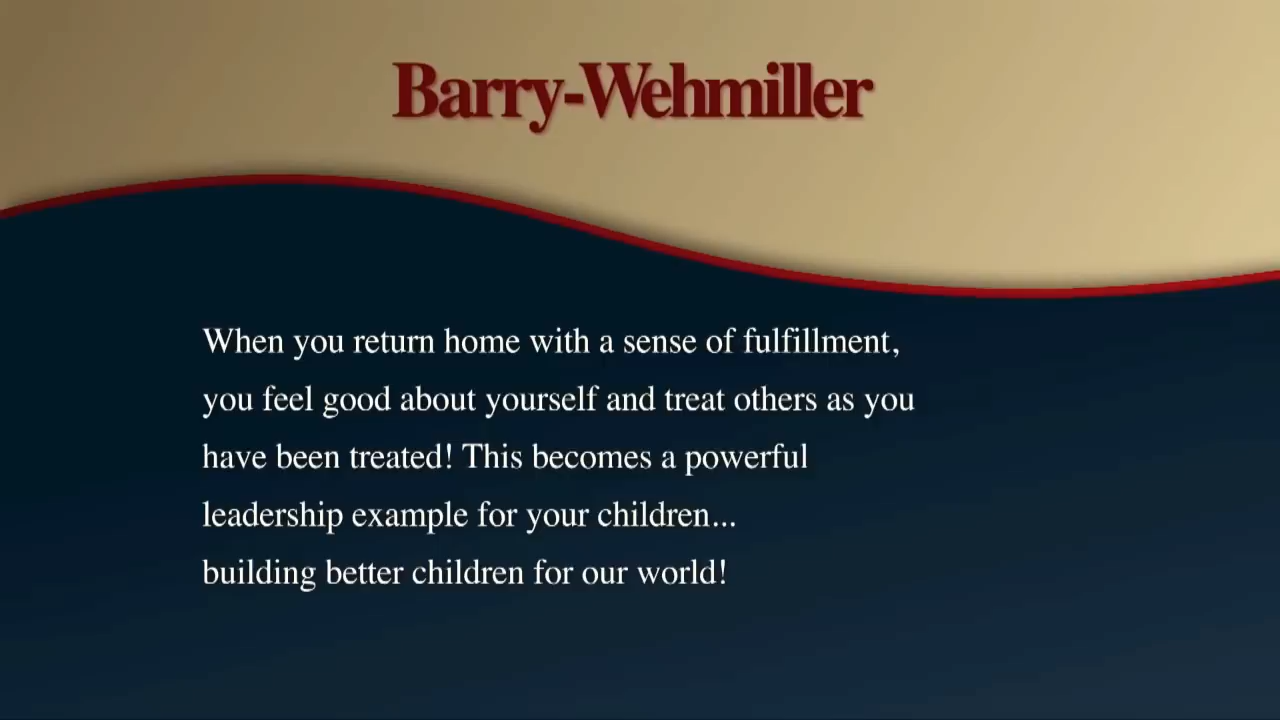 Barry-Wehmiller
When you return home with a sense of fulfillment,
you feel good about yourself and treat others as you
have been treated! This becomes a powerful
leadership example for your children...
building better children for our world!